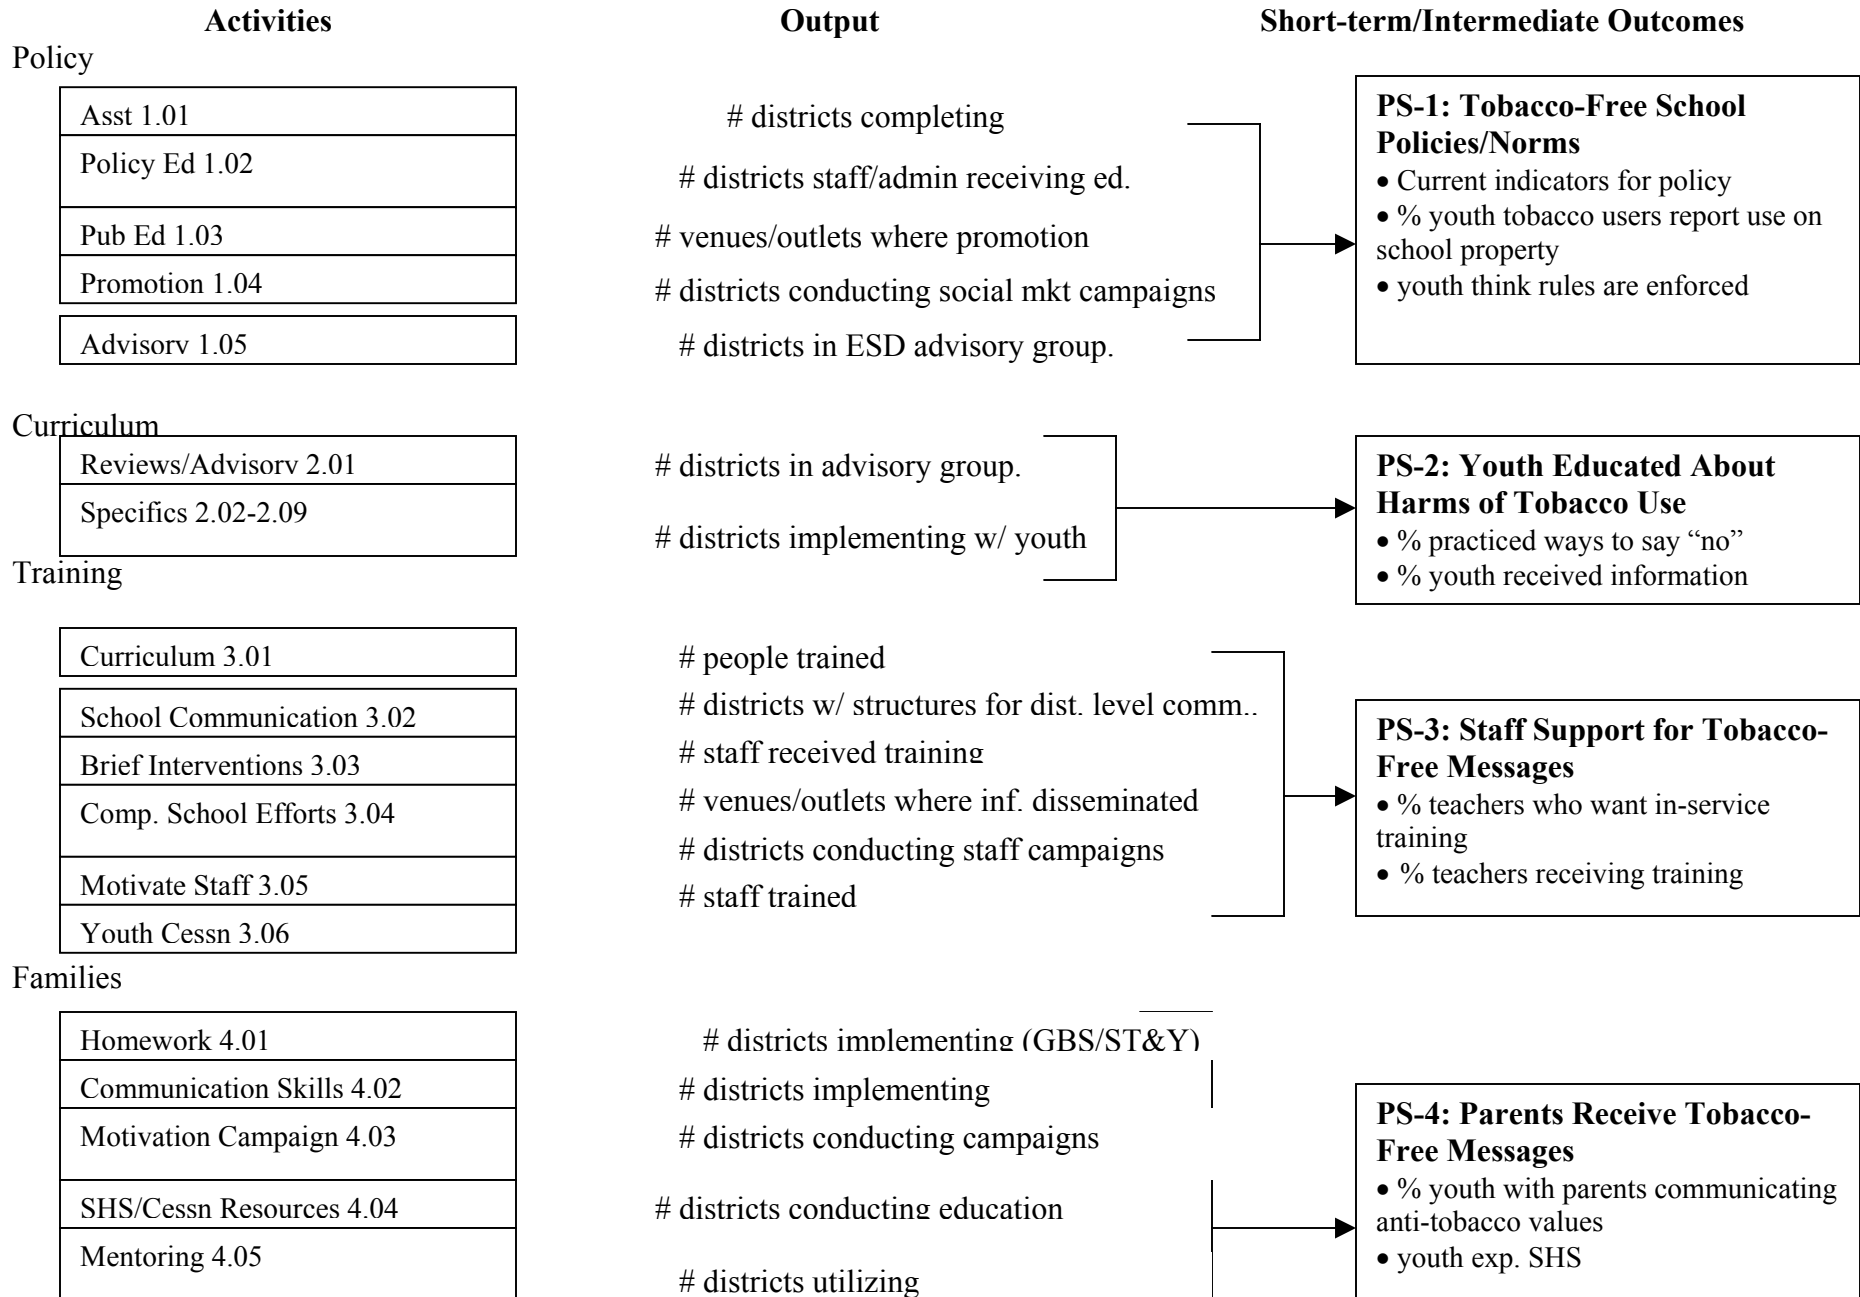 Activities Output Short-term/Intermediate Outcomes
Policy
Asst 1.01
Policy Ed 1.02
Pub Ed 1.03
Promotion 1.04
Advisory 1.05
# districts completing
# districts staff/admin receiving ed.
# venues/outlets where promotion
# districts conducting social mkt campaigns
# districts in ESD advisory group.
PS-1: Tobacco-Free School
Policies/Norms
• Current indicators for policy
• % youth tobacco users report use on
school property
• youth think rules are enforced
Curriculum
Reviews/Advisory 2.01
Specifics 2.02-2.09
# districts in advisory group.
# districts implementing w/ youth
PS-2: Youth Educated About
Harms of Tobacco Use
• % practiced ways to say “no”
• % youth received information
Training
Curriculum 3.01
School Communication 3.02
Brief Interventions 3.03
Comp. School Efforts 3.04
Motivate Staff 3.05
Youth Cessn 3.06
# people trained
# districts w/ structures for dist. level comm..
# staff received training
# venues/outlets where inf. disseminated
# districts conducting staff campaigns
# staff trained
PS-3: Staff Support for Tobacco-
Free Messages
• % teachers who want in-service
training
• % teachers receiving training
Families
Homework 4.01
Communication Skills 4.02
Motivation Campaign 4.03
SHS/Cessn Resources 4.04
Mentoring 4.05
# districts implementing (GBS/ST&Y)
# districts implementing
# districts conducting campaigns
# districts conducting education
# districts utilizing
PS-4: Parents Receive Tobacco-
Free Messages
• % youth with parents communicating
anti-tobacco values
• youth exp. SHS